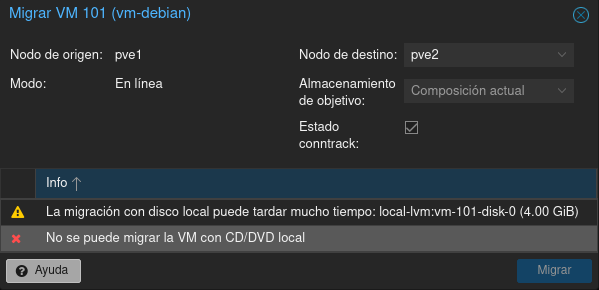 Migrar VM 101 (vm-debian)
Nodo de origen: pve1
Nodo de destino: pve2
Modo: En línea
Almacenamiento
de objetivo: Composición actual
Estado
conntrack:
Info
La migración con disco local puede tardar mucho tiempo: local-lvm:vm-101-disk-0 (4.00 GiB)
No se puede migrar la VM con CD/DVD local
Ayuda
Migrar